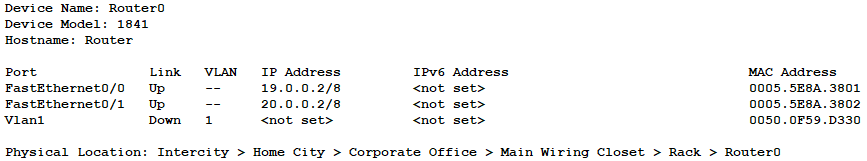 Device Name: Router0
Device Model: 1841
Hostname: Router
Port Link VLAN IP Address IPv6 Address MAC Address
FastEthernet0/0 Up -- 19.0.0.2/8 <not set> 0005.5E8A.3801
FastEthernet0/1 Up -- 20.0.0.2/8 <not set> 0005.5E8A.3802
Vlan1 Down 1 <not set> <not set> 0050.0F59.D330
Physical Location: Intercity > Home City > Corporate Office > Main Wiring Closet > Rack > Router0